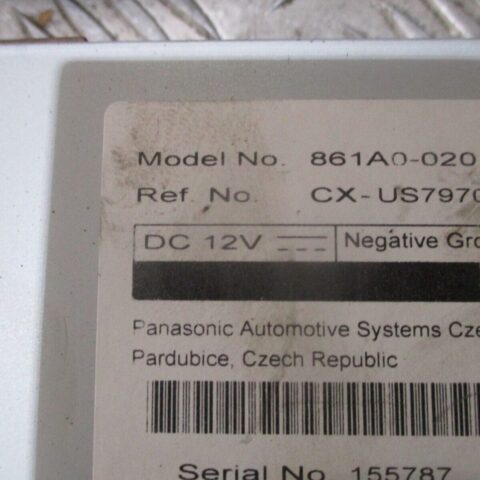 Model No. 861A0-020
Ref. No. CX-US7970
DC 12V Negative Gro
Panasonic Automotive Systems Cze
Pardubice, Czech Republic
Serial No. 155787